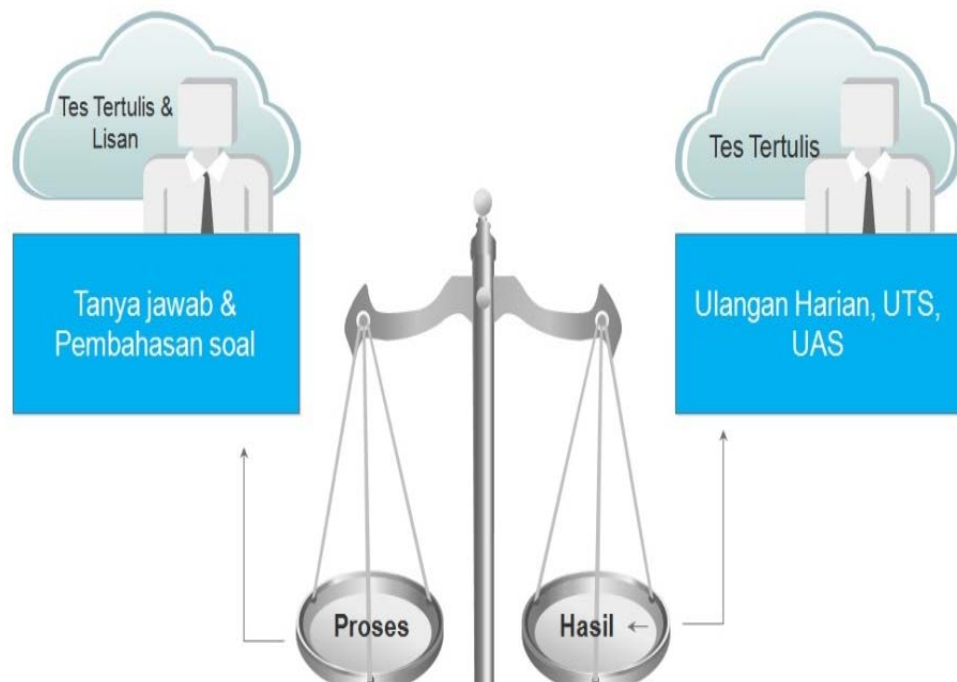 Tes Tertulis &
Lisan
Tanya jawab &
Pembahasan soal
Tes Tertulis
Ulangan Harian, UTS,
UAS
Proses
Hasil ←